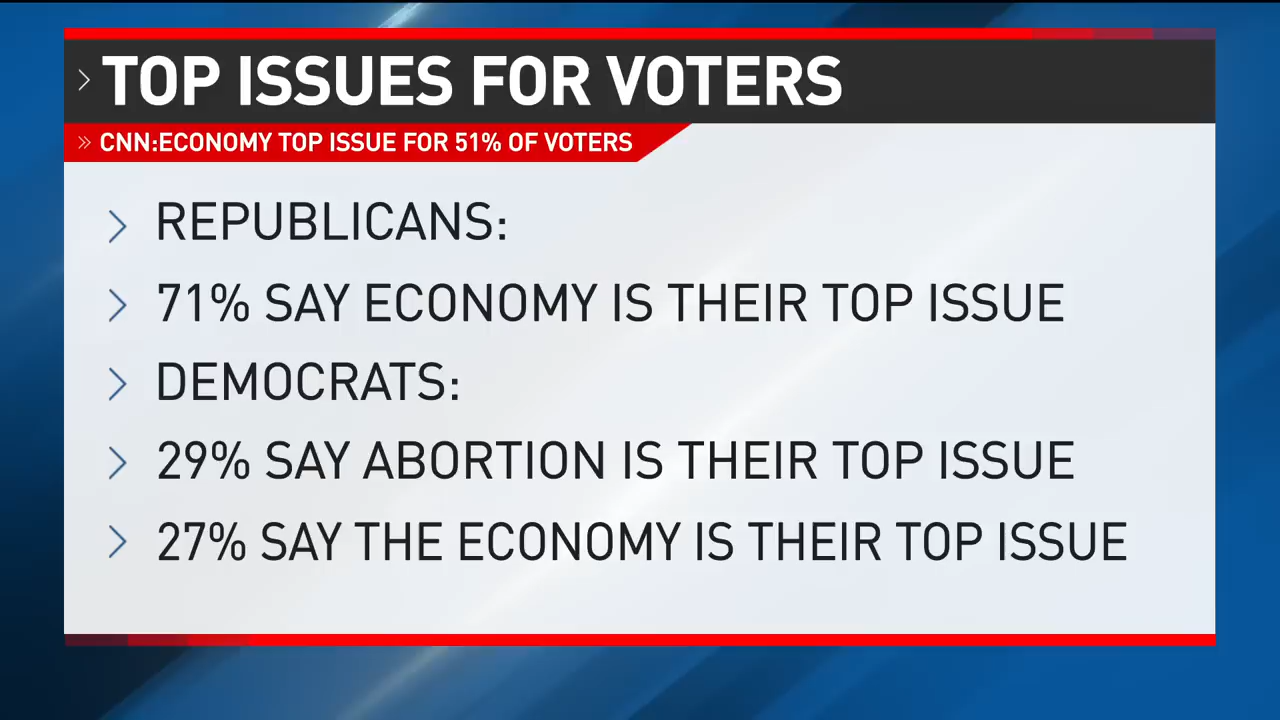 TOP ISSUES FOR VOTERS
CNN:ECONOMY TOP ISSUE FOR 51% OF VOTERS
REPUBLICANS:
71% SAY ECONOMY IS THEIR TOP ISSUE
DEMOCRATS:
29% SAY ABORTION IS THEIR TOP ISSUE
27% SAY THE ECONOMY IS THEIR TOP ISSUE